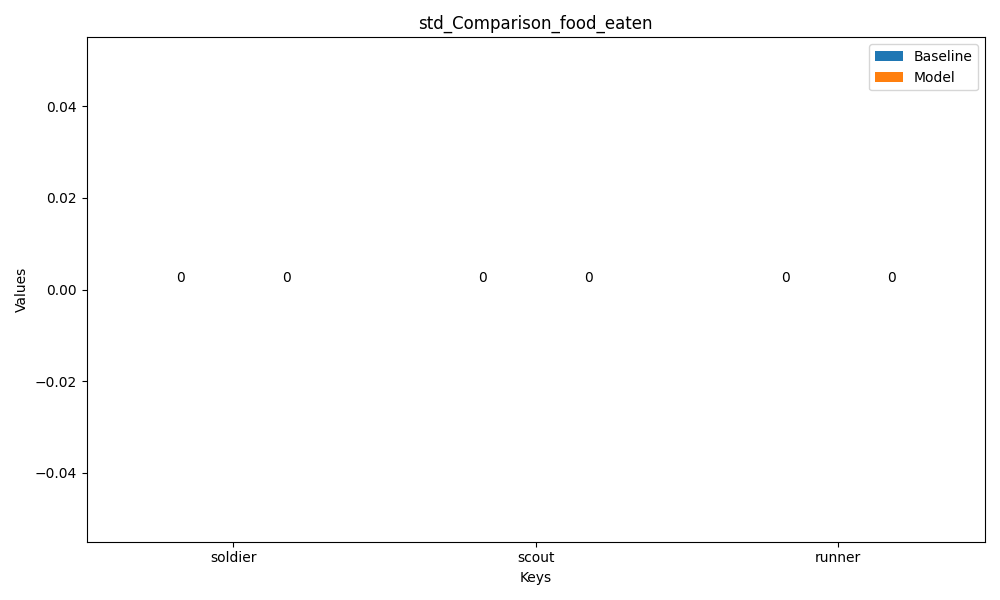 std_Comparison_food_eaten
Baseline
Model
0.04
0.02
0.00
−0.02
−0.04
Values
0 0 0 0 0 0
soldier scout runner
Keys